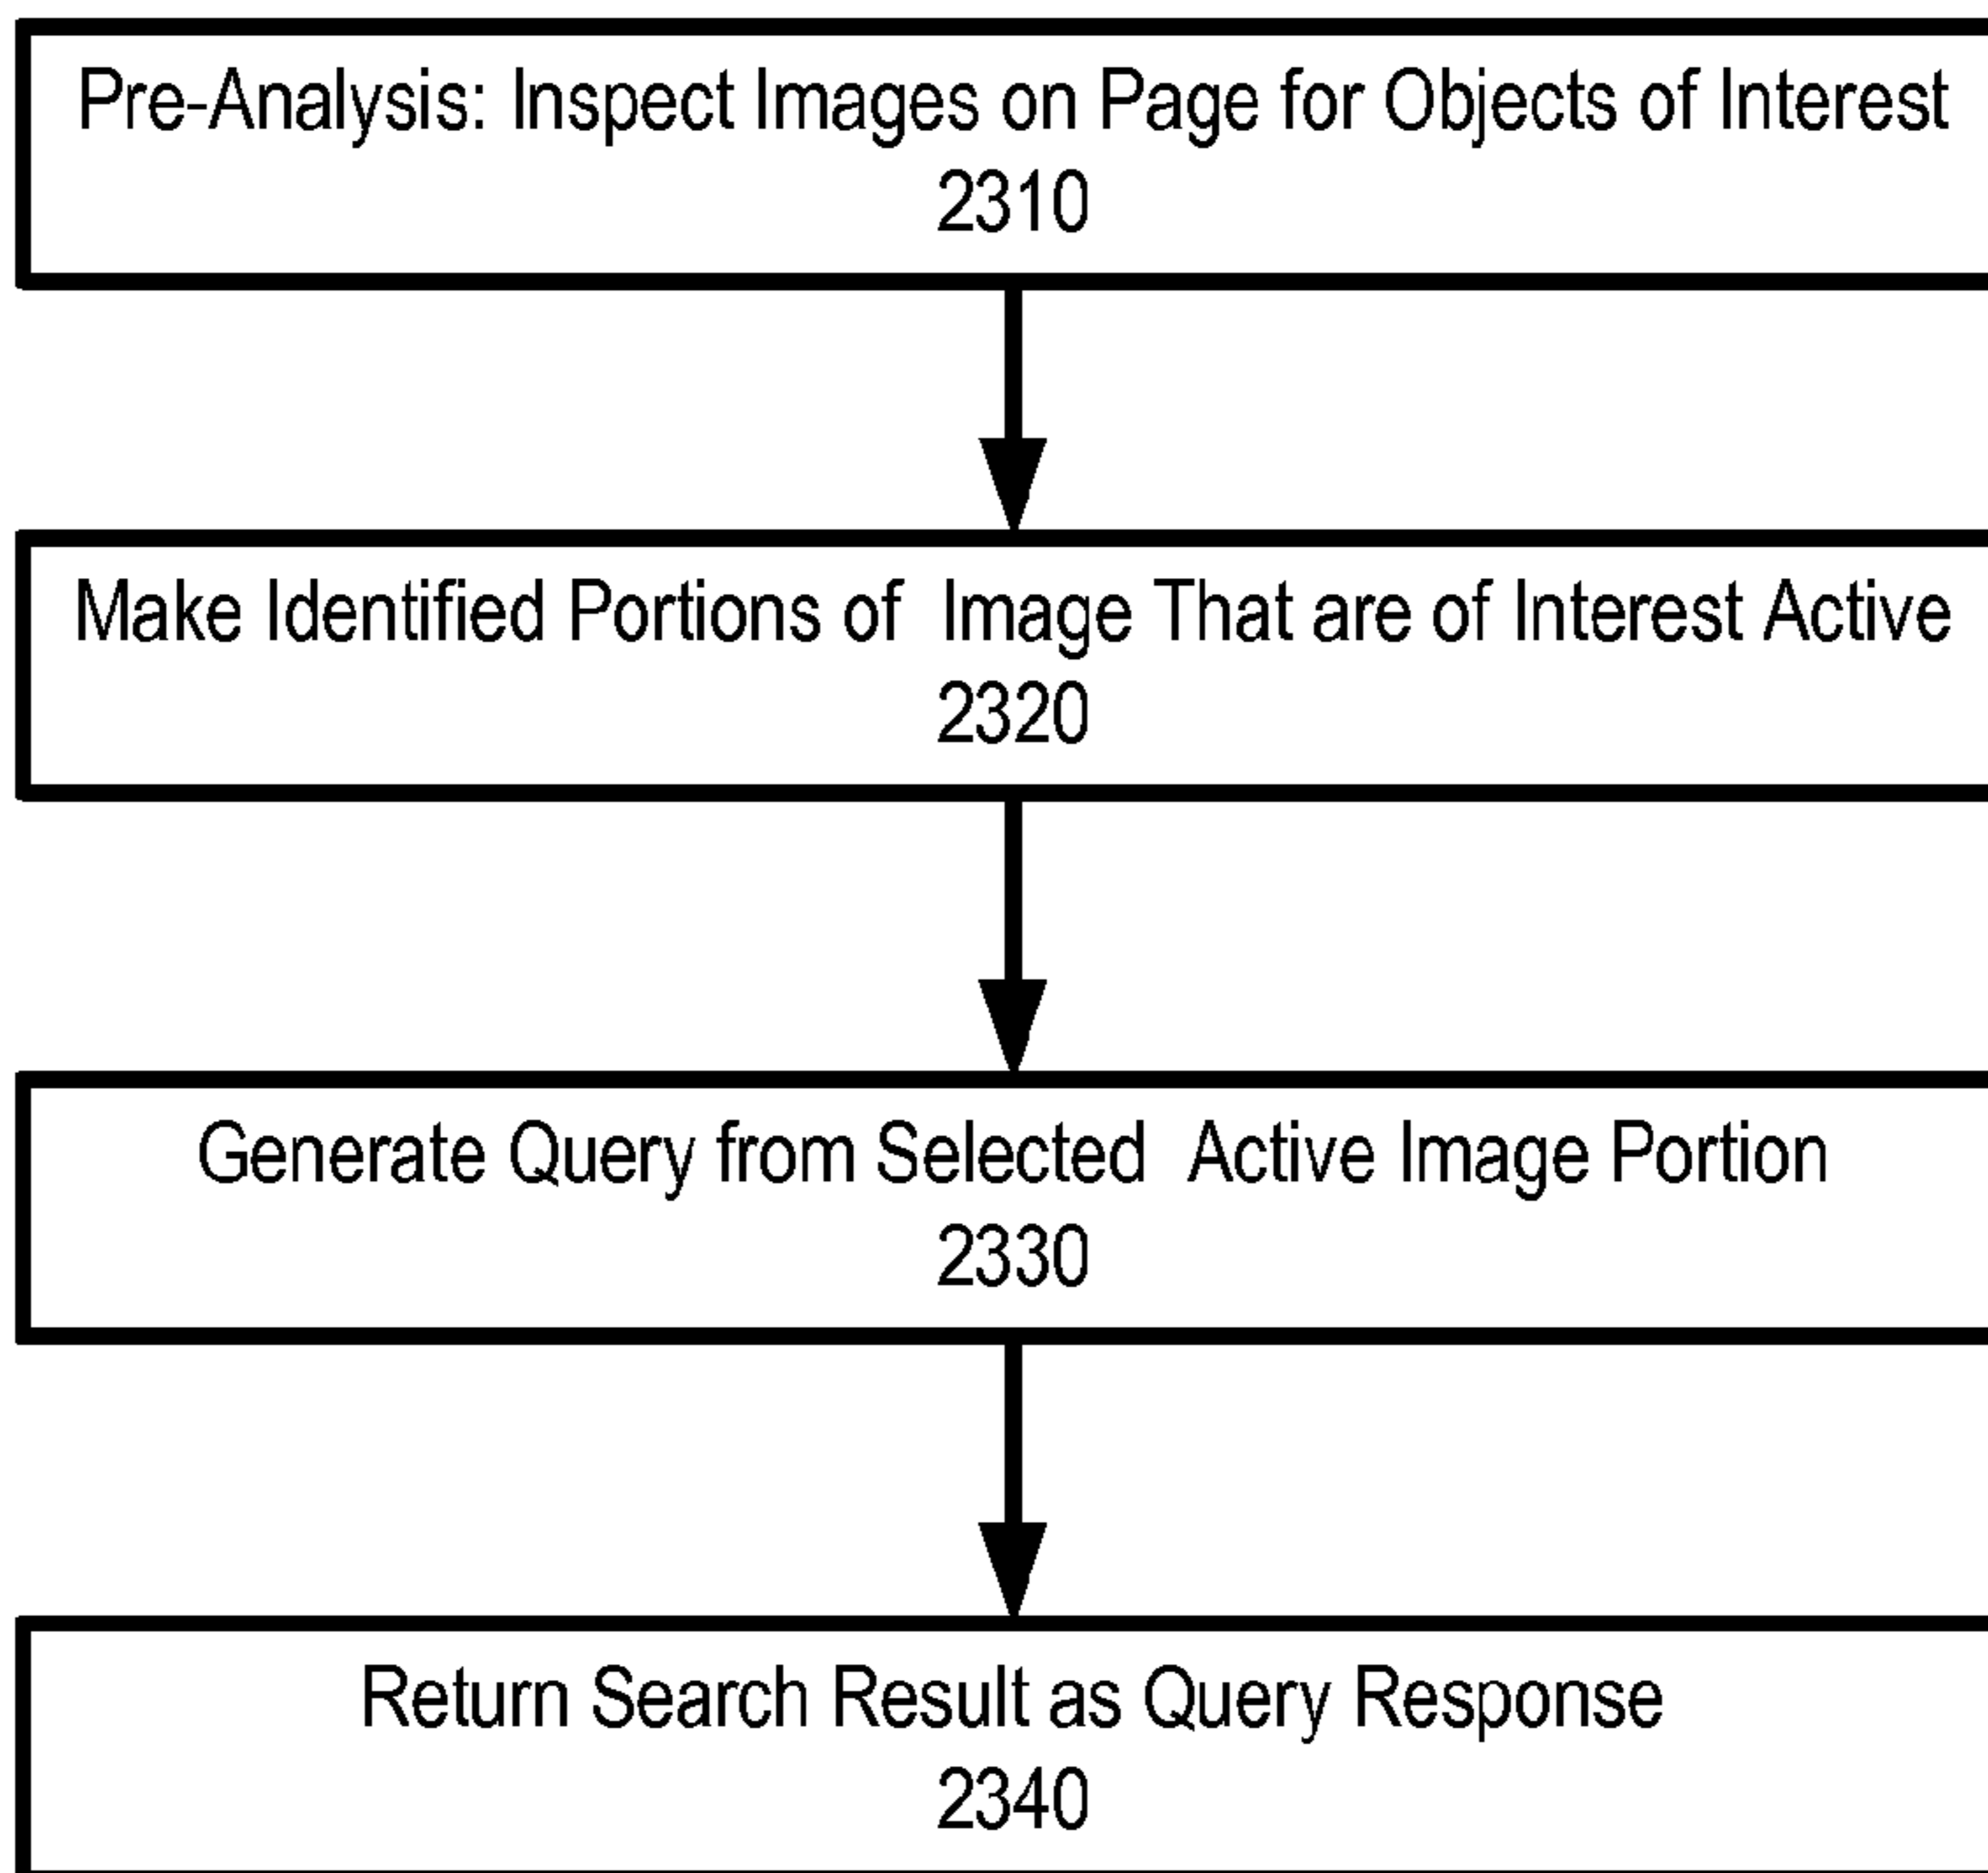 Pre-Analysis: Inspect Images on Page for Objects of Interest
2310
Make Identified Portions of Image That are of Interest Active
2320
Generate Query from Selected Active Image Portion
2330
Return Search Result as Query Response
2340